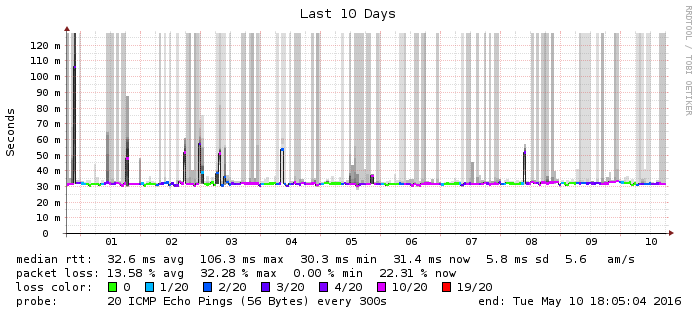 Last 10 Days
RRDTOOL / TOBI OETIKER
Seconds
120 m
110 m
100 m
90 m
80 m
70 m
60 m
50 m
40 m
30 m
20 m
10 m
0
01 02 03 04 05 06 07 08 09 10
median rtt: 32.6 ms avg 106.3 ms max 30.3 ms min 31.4 ms now 5.8 ms sd 5.6 am/s
packet loss: 13.58 % avg 32.28 % max 0.00 % min 22.31 % now
loss color: 0 1/20 2/20 3/20 4/20 10/20 19/20
probe: 20 ICMP Echo Pings (56 Bytes) every 300s end: Tue May 10 18:05:04 2016